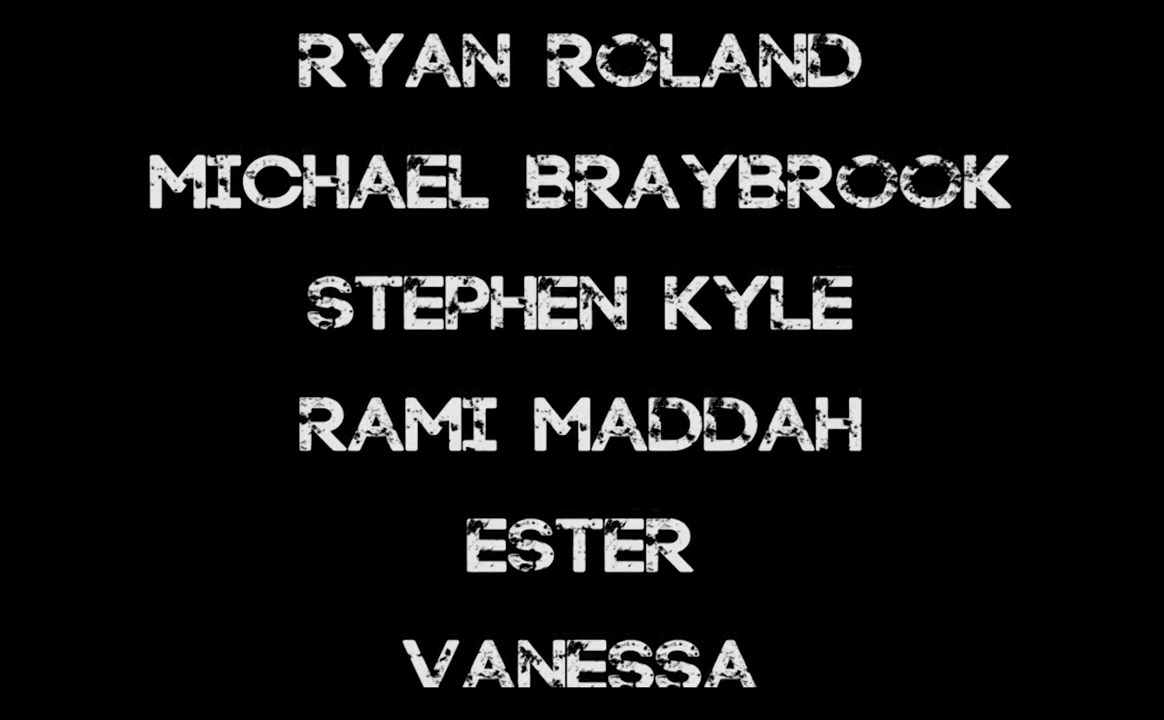 RYAN ROLAND
MICHAEL BRAYBROOK
STEPHEN KYLE
RAMI MADDAH
ESTER
VANESSA